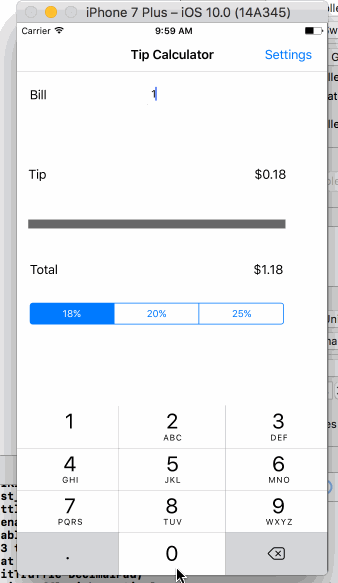 iPhone 7 Plus – iOS 10.0 (14A345)
Carrier 9:59 AM
Tip Calculator Settings
Bill 1
Tip $0.18
Total $1.18
18% 20% 25%
1 2 3
ABC DEF
4 5 6
GHI JKL MNO
7 8 9
PQRS TUV WXYZ
. 0